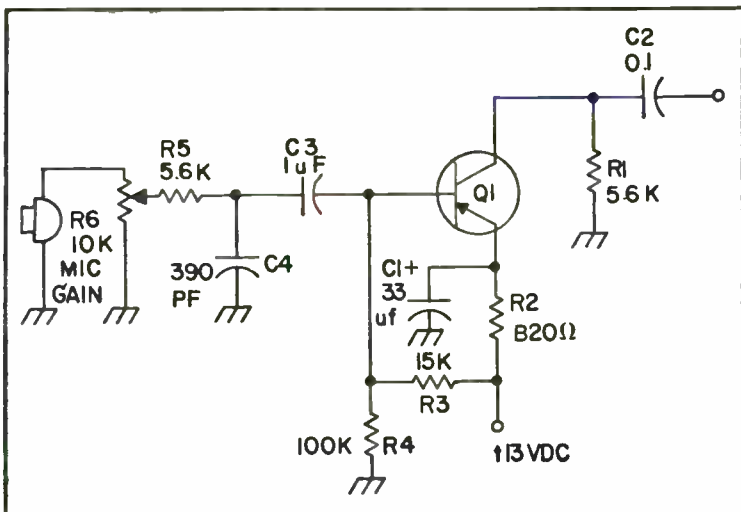 C2
0.1
R5
5.6K
C3
1uF
R6
10K
MIC
GAIN
390
PF
C4
Q1
R1
5.6K
C1+
33
uf
R2
820Ω
15K
R3
100K R4
+13VDC